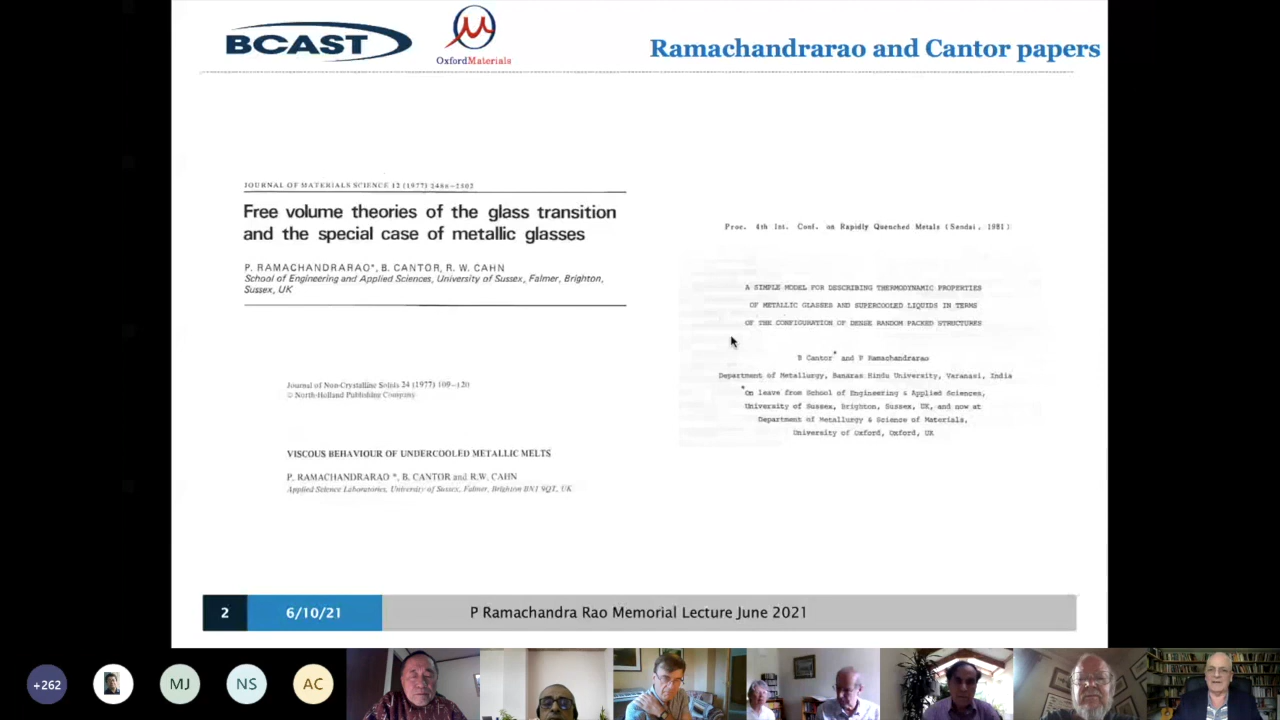 BCAST
OxfordMaterials
Ramachandrarao and Cantor papers
JOURNAL OF MATERIALS SCIENCE 12 (1977) 2486-2502
Free volume theories of the glass transition
and the special case of metallic glasses
P. RAMACHANDRARAO*, B. CANTOR, R. W. CAHN
School of Engineering and Applied Sciences, University of Sussex, Falmer, Brighton,
Sussex, UK
Journal of Non-Crystalline Solids 24 (1977) 109–120
© North-Holland Publishing Company
VISCOUS BEHAVIOUR OF UNDERCOOLED METALLIC MELTS
P. RAMACHANDRARAO *, B. CANTOR and R.W. CAHN
Applied Science Laboratories, University of Sussex, Falmer, Brighton BN1 9QT, UK
Proc. 4th Int. Conf. on Rapidly Quenched Metals (Sendai, 1981)
A SIMPLE MODEL FOR DESCRIBING THERMODYNAMIC PROPERTIES
OF METALLIC GLASSES AND SUPERCOOLED LIQUIDS IN TERMS
OF THE CONFIGURATION OF DENSE RANDOM PACKED STRUCTURES
B Cantor* and P Ramachandrarao
Department of Metallurgy, Banaras Hindu University, Varanasi, India
*On leave from School of Engineering & Applied Sciences,
University of Sussex, Brighton, Sussex, UK, and now at
Department of Metallurgy & Science of Materials,
University of Oxford, Oxford, UK
2
6/10/21
P Ramachandra Rao Memorial Lecture June 2021
+262
MJ
NS
AC